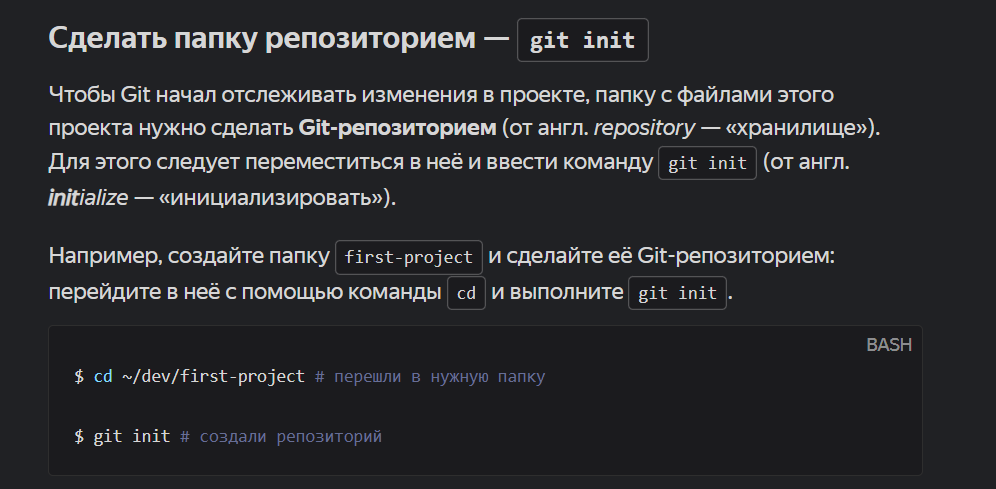 Сделать папку репозиторием — git init
Чтобы Git начал отслеживать изменения в проекте, папку с файлами этого
проекта нужно сделать Git-репозиторием (от англ. repository — «хранилище»).
Для этого следует переместиться в неё и ввести команду git init (от англ.
initialize — «инициализировать»).
Например, создайте папку first-project и сделайте её Git-репозиторием:
перейдите в неё с помощью команды cd и выполните git init.
BASH
$ cd ~/dev/first-project # перешли в нужную папку
$ git init # создали репозиторий